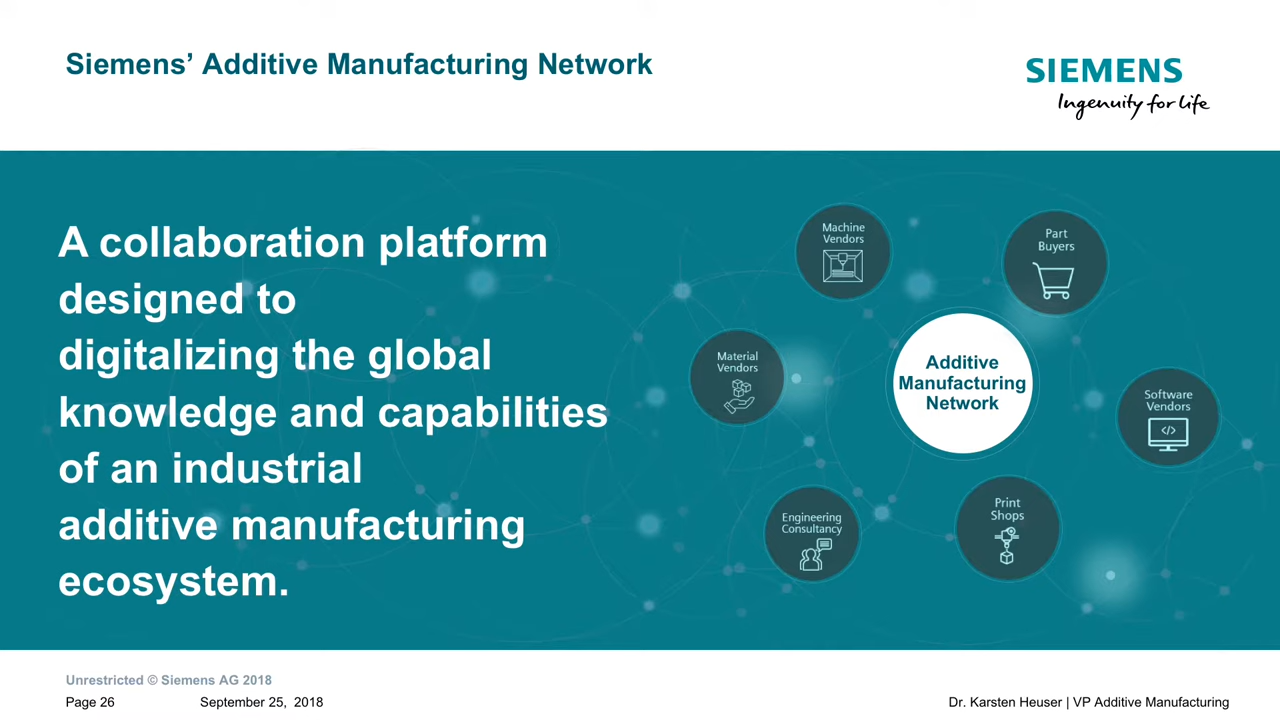 Siemens’ Additive Manufacturing Network
SIEMENS
Ingenuity for life
A collaboration platform
designed to
digitalizing the global
knowledge and capabilities
of an industrial
additive manufacturing
ecosystem.
Machine
Vendors
Part
Buyers
Material
Vendors
Additive
Manufacturing
Network
Software
Vendors
</>
Engineering
Consultancy
Print
Shops
Unrestricted © Siemens AG 2018
Page 26 September 25, 2018 Dr. Karsten Heuser | VP Additive Manufacturing